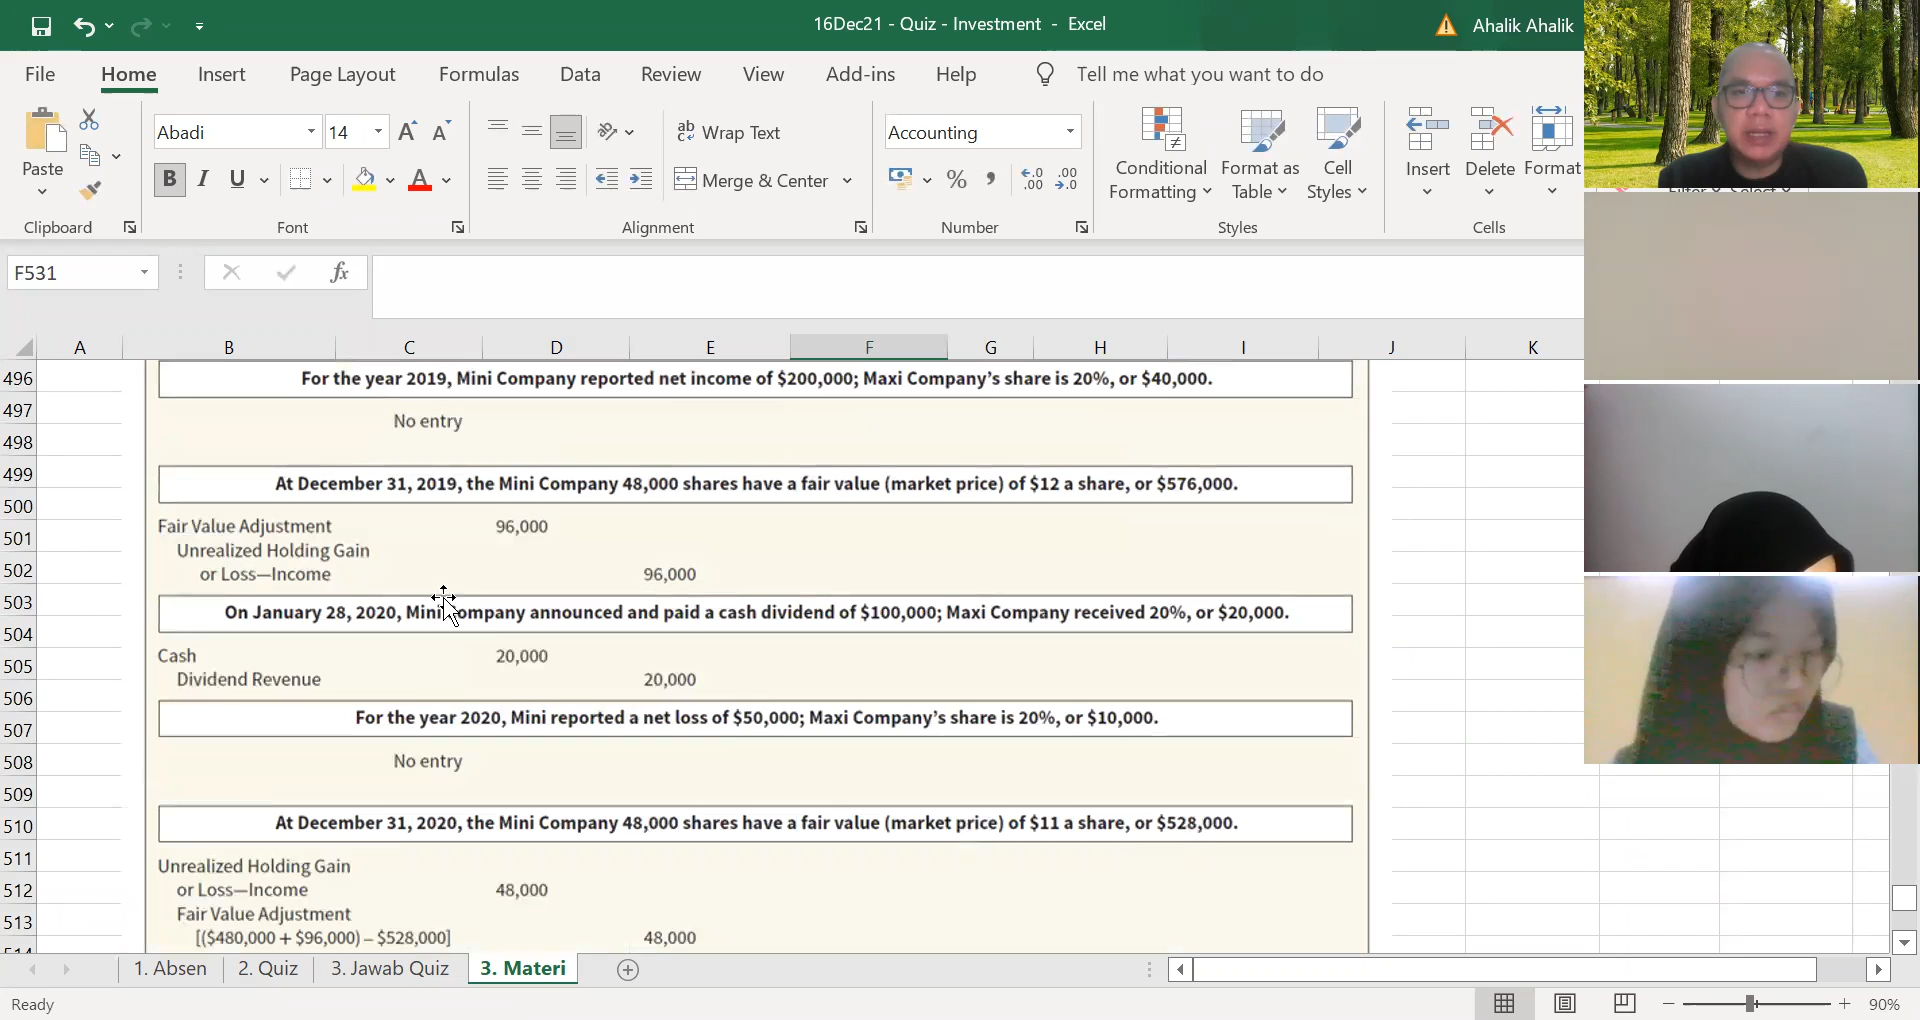 16Dec21 - Quiz - Investment - Excel
Ahalik Ahalik
File Home Insert Page Layout Formulas Data Review View Add-ins Help Tell me what you want to do
Paste
Clipboard
Abadi 14
B I U A
Font
Wrap Text
Merge & Center
Alignment
Accounting
% , .00
Number
Conditional Formatting
Format as Table
Cell Styles
Styles
Insert Delete Format
Cells
F531 fx
A B C D E F G H I J K
496 For the year 2019, Mini Company reported net income of $200,000; Maxi Company's share is 20%, or $40,000.
497 No entry
498
499 At December 31, 2019, the Mini Company 48,000 shares have a fair value (market price) of $12 a share, or $576,000.
500 Fair Value Adjustment 96,000
501 Unrealized Holding Gain
502 or Loss—Income 96,000
503 On January 28, 2020, Mini Company announced and paid a cash dividend of $100,000; Maxi Company received 20%, or $20,000.
504
505 Cash 20,000
506 Dividend Revenue 20,000
507 For the year 2020, Mini reported a net loss of $50,000; Maxi Company's share is 20%, or $10,000.
508 No entry
509
510 At December 31, 2020, the Mini Company 48,000 shares have a fair value (market price) of $11 a share, or $528,000.
511 Unrealized Holding Gain
512 or Loss—Income 48,000
513 Fair Value Adjustment
514 [($480,000 + $96,000) – $528,000] 48,000
1. Absen 2. Quiz 3. Jawab Quiz 3. Materi
Ready 90%